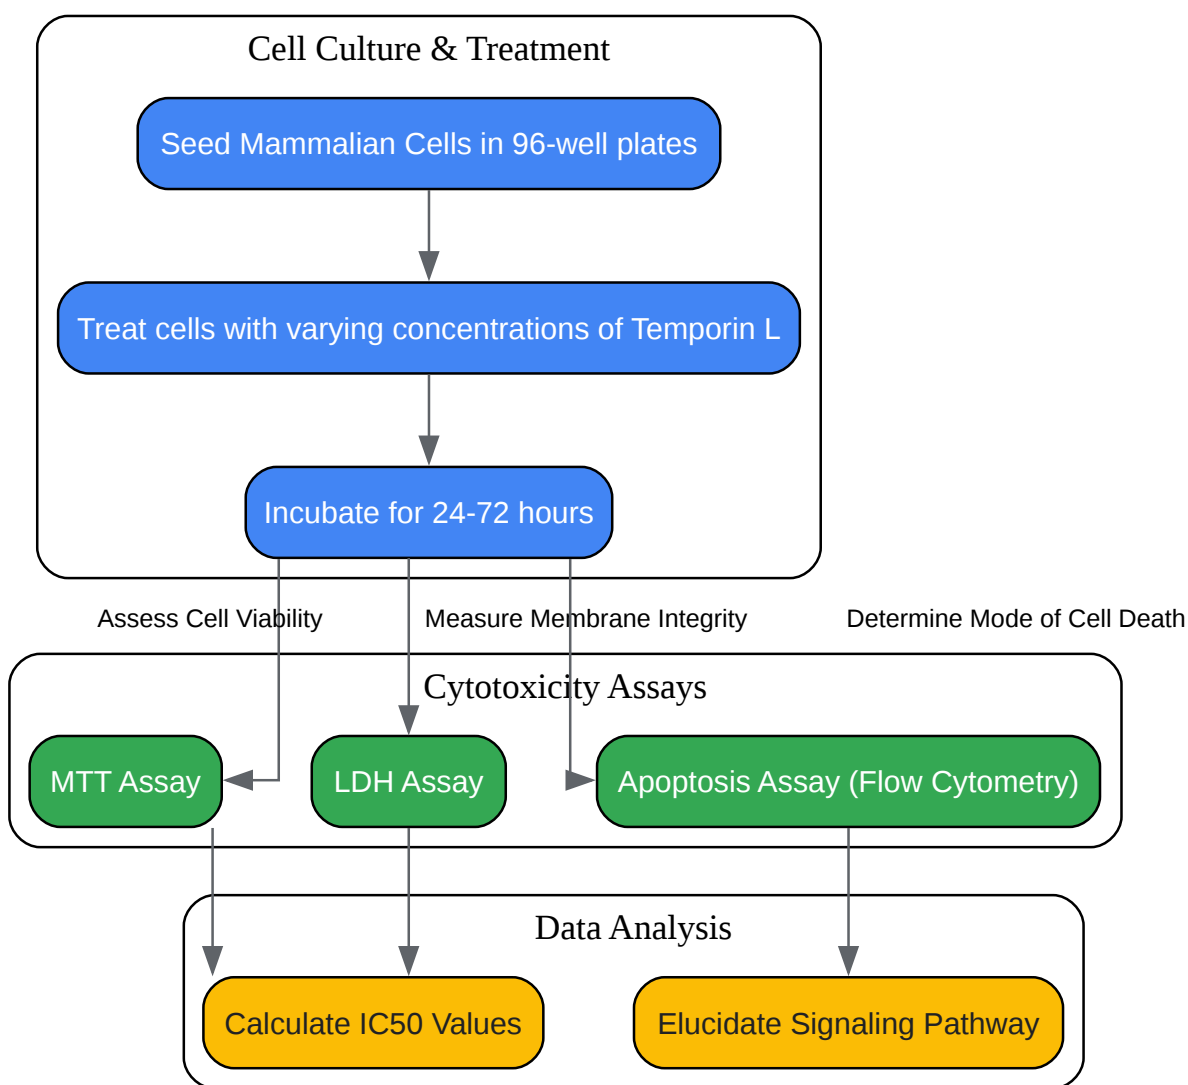 Cell Culture & Treatment
Seed Mammalian Cells in 96-well plates
Treat cells with varying concentrations of Temporin L
Incubate for 24-72 hours
Assess Cell Viability
Measure Membrane Integrity
Determine Mode of Cell Death
Cytotoxicity Assays
MTT Assay
LDH Assay
Apoptosis Assay (Flow Cytometry)
Data Analysis
Calculate IC50 Values
Elucidate Signaling Pathway